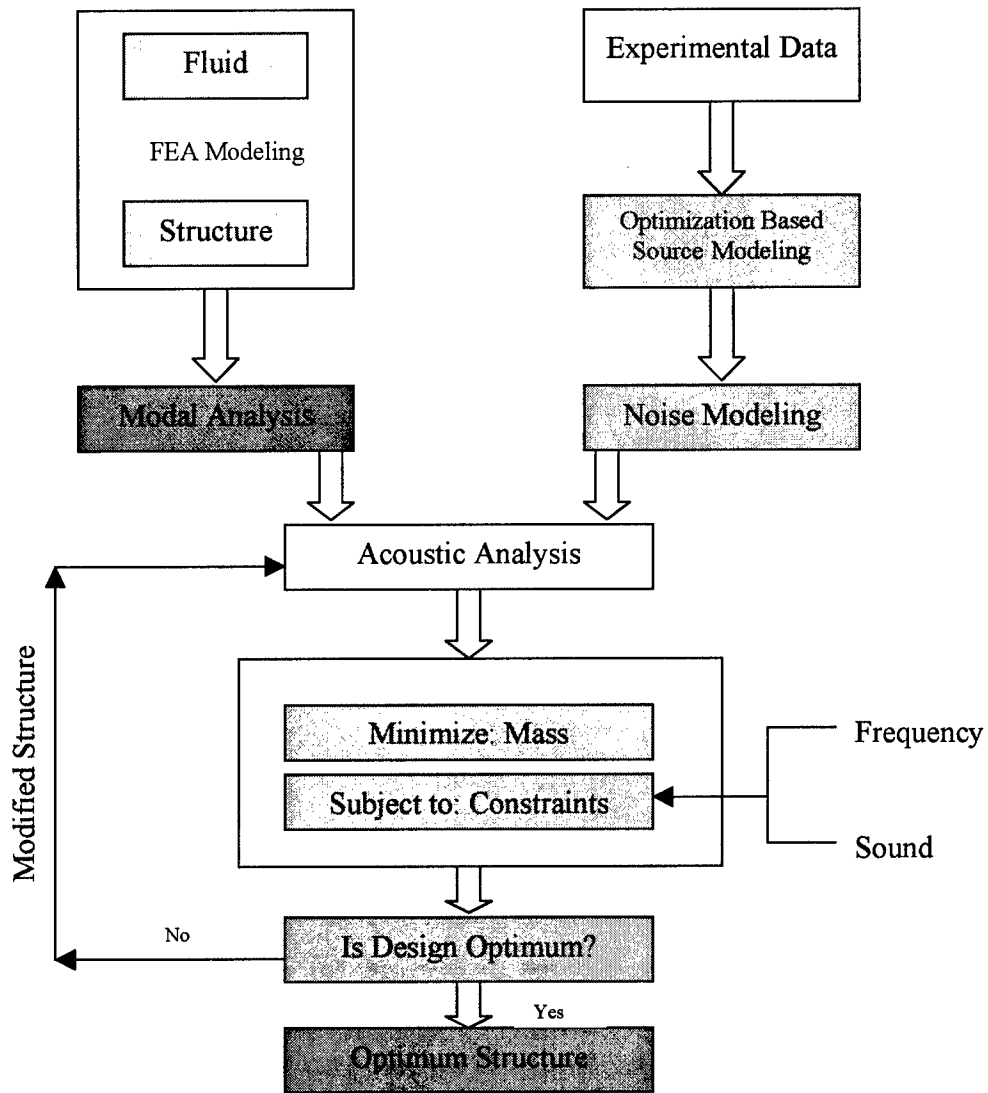 Fluid
FEA Modeling
Structure
Modal Analysis
Experimental Data
Optimization Based
Source Modeling
Noise Modeling
Acoustic Analysis
Minimize: Mass
Subject to: Constraints
Frequency
Sound
Modified Structure
No
Is Design Optimum?
Yes
Optimum Structure